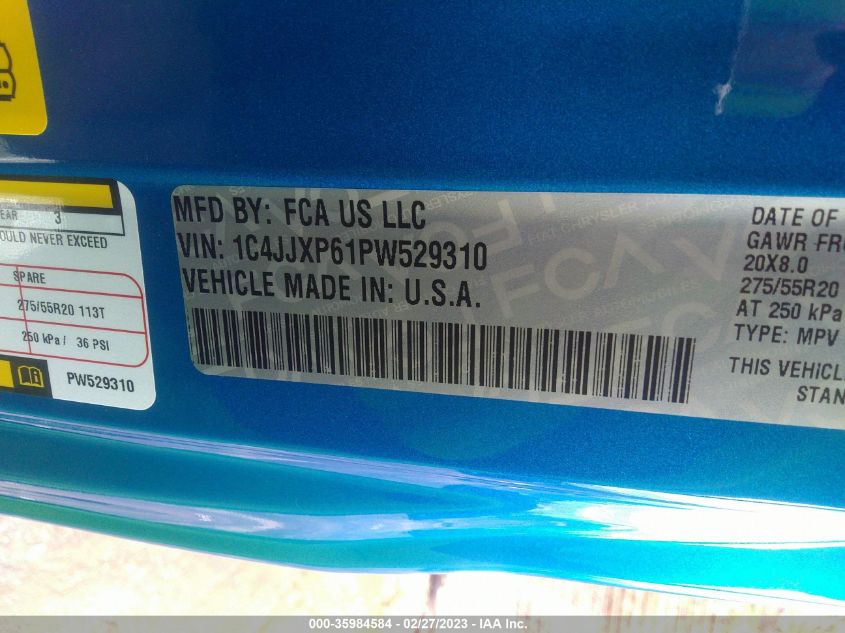 EAR 3
OULD NEVER EXCEED
SPARE
275/55R20 113T
250 kPa / 36 PSI
PW529310
MFD BY: FCA US LLC
VIN: 1C4JJXP61PW529310
VEHICLE MADE IN: U.S.A.
FCA
DATE OF
GAWR FR
20X8.0
275/55R20
AT 250 kPa
TYPE: MPV
THIS VEHICL
STAN
000-35984584 - 02/27/2023 - IAA Inc.